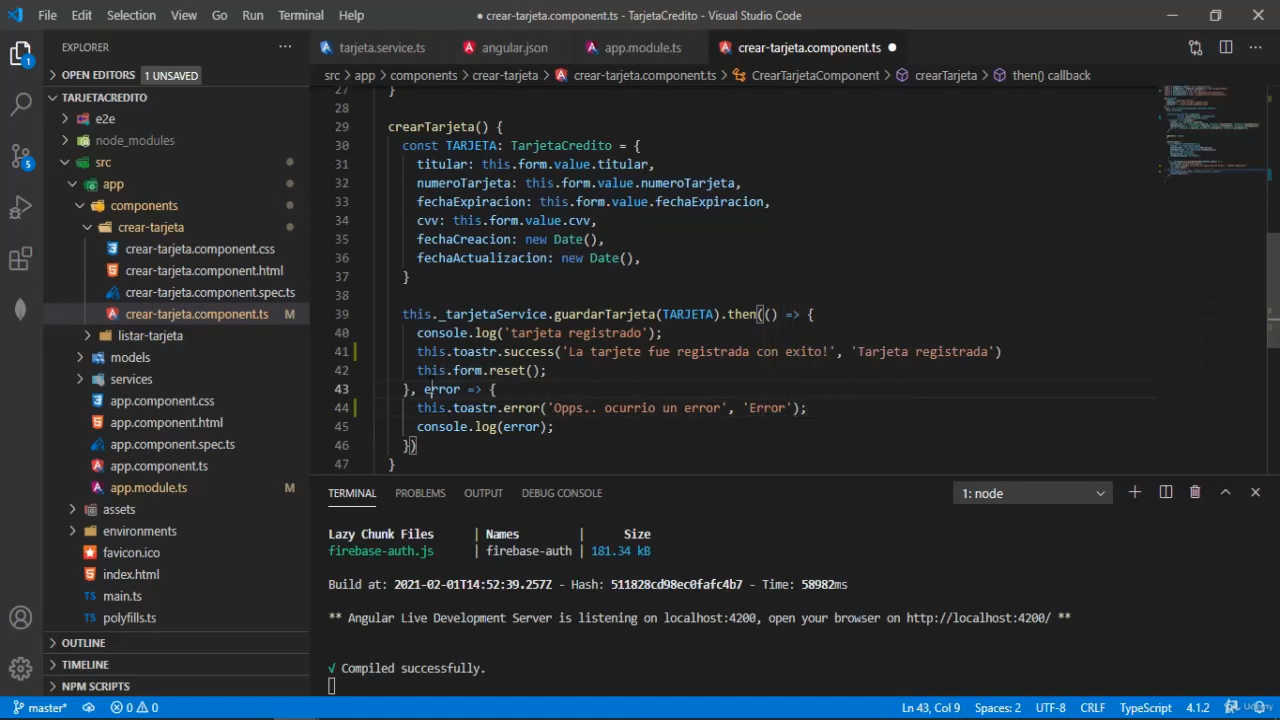 File Edit Selection View Go Run Terminal Help
● crear-tarjeta.component.ts - TarjetaCredito - Visual Studio Code
EXPLORER
tarjeta.service.ts
angular.json
app.module.ts
crear-tarjeta.component.ts
src > app > components > crear-tarjeta > crear-tarjeta.component.ts > CrearTarjetaComponent > crearTarjeta > then() callback
OPEN EDITORS 1 UNSAVED
TARJETACREDITO
e2e
node_modules
src
app
components
crear-tarjeta
crear-tarjeta.component.css
crear-tarjeta.component.html
crear-tarjeta.component.spec.ts
crear-tarjeta.component.ts M
listar-tarjeta
models
services
app.component.css
app.component.html
app.component.spec.ts
app.component.ts
app.module.ts M
assets
environments
favicon.ico
index.html
main.ts
polyfills.ts
OUTLINE
TIMELINE
NPM SCRIPTS
1
5
27 }
28
29 crearTarjeta() {
30 const TARJETA: TarjetaCredito = {
31 titular: this.form.value.titular,
32 numeroTarjeta: this.form.value.numeroTarjeta,
33 fechaExpiracion: this.form.value.fechaExpiracion,
34 cvv: this.form.value.cvv,
35 fechaCreacion: new Date(),
36 fechaActualizacion: new Date(),
37 }
38
39 this._tarjetaService.guardarTarjeta(TARJETA).then(() => {
40 console.log('tarjeta registrado');
41 this.toastr.success('La tarjete fue registrada con exito!', 'Tarjeta registrada')
42 this.form.reset();
43 }, error => {
44 this.toastr.error('Opps.. ocurrio un error', 'Error');
45 console.log(error);
46 })
47 }
TERMINAL PROBLEMS OUTPUT DEBUG CONSOLE
1: node
Lazy Chunk Files | Names | Size
firebase-auth.js | firebase-auth | 181.34 kB
Build at: 2021-02-01T14:52:39.257Z - Hash: 511828cd98ec0fafc4b7 - Time: 58982ms
** Angular Live Development Server is listening on localhost:4200, open your browser on http://localhost:4200/ **
√ Compiled successfully.
master* 0 0
Ln 43, Col 9 Spaces: 2 UTF-8 CRLF TypeScript 4.1.2
Udemy